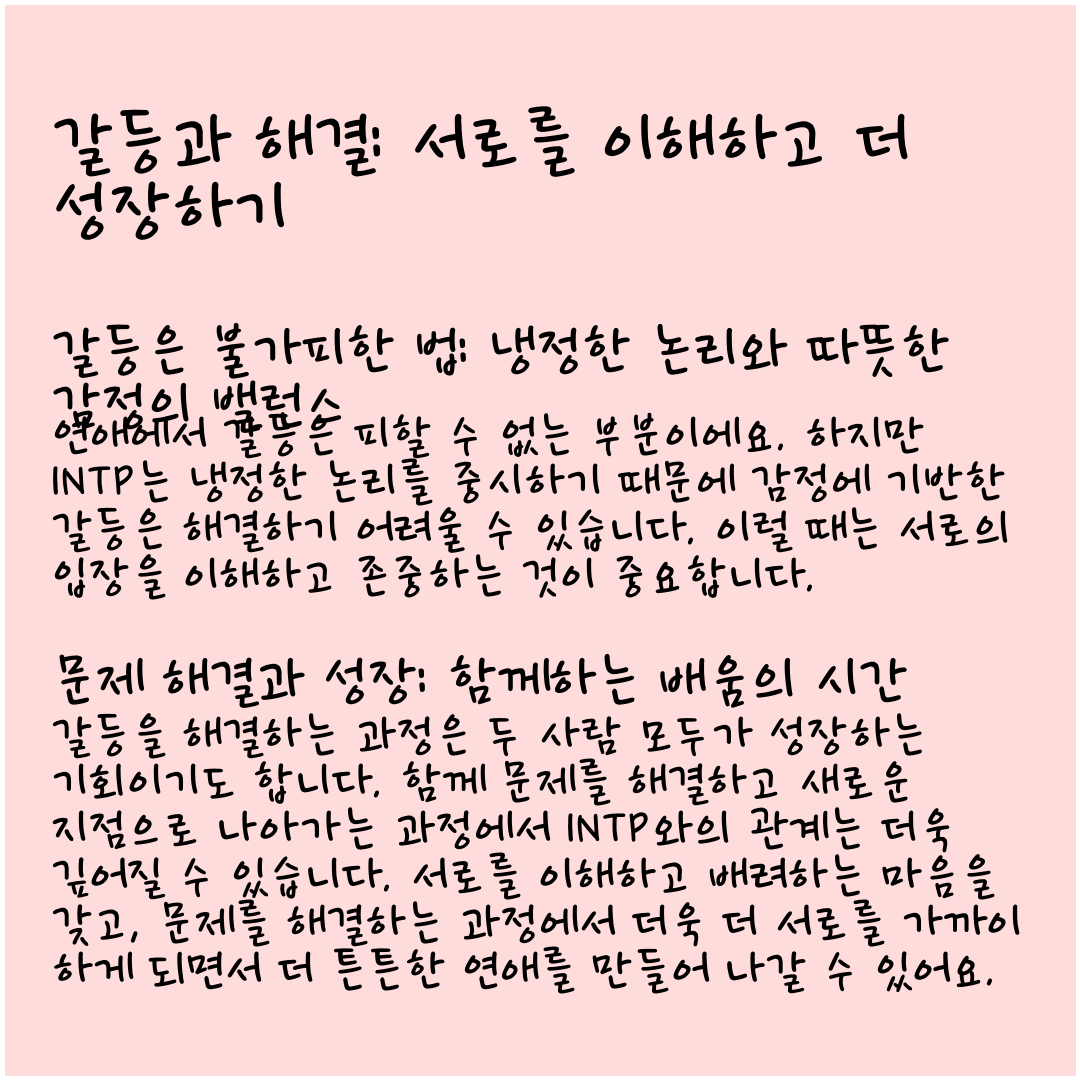 갈등과 해결: 서로를 이해하고 더
성장하기
갈등은 불가피한 법: 냉정한 논리와 따뜻한
감정의 밸런스
연애에서 갈등은 피할 수 없는 부분이에요. 하지만
INTP는 냉정한 논리를 중시하기 때문에 감정에 기반한
갈등은 해결하기 어려울 수 있습니다. 이럴 때는 서로의
입장을 이해하고 존중하는 것이 중요합니다.
문제 해결과 성장: 함께하는 배움의 시간
갈등을 해결하는 과정은 두 사람 모두가 성장하는
기회이기도 합니다. 함께 문제를 해결하고 새로운
지점으로 나아가는 과정에서 INTP와의 관계는 더욱
깊어질 수 있습니다. 서로를 이해하고 배려하는 마음을
갖고, 문제를 해결하는 과정에서 더욱 더 서로를 가까이
하게 되면서 더 튼튼한 연애를 만들어 나갈 수 있어요.